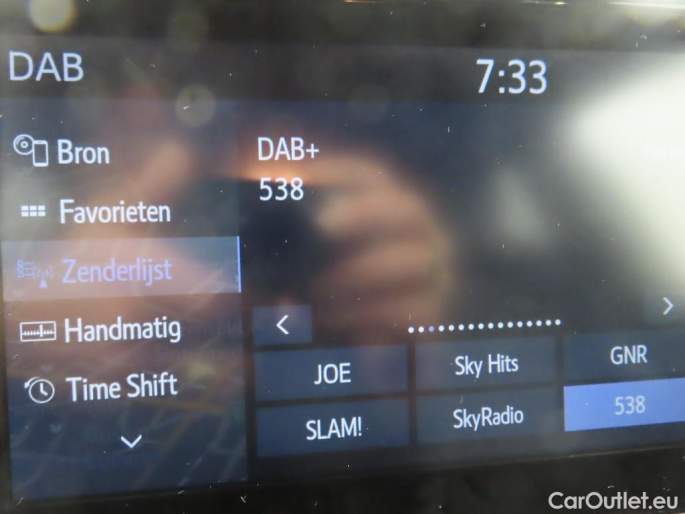 DAB
7:33
Bron
Favorieten
Zenderlijst
Handmatig
Time Shift
DAB+
538
JOE
Sky Hits
GNR
SLAM!
SkyRadio
538
CarOutlet.eu